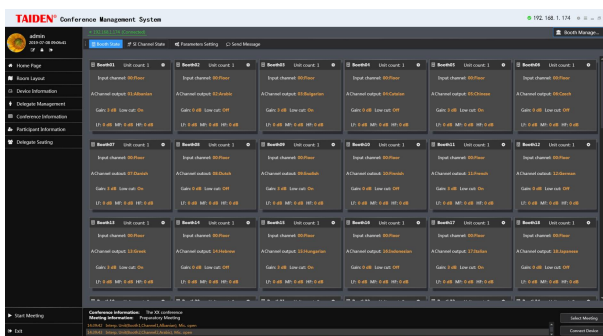 TAIDEN® Conference Management System
192. 168. 1. 174
admin
2019-07-08 09:06:41
192.168.1.174 (Connected)
Booth Manage...
Booth State SI Channel State Parameters Setting Send Message
Home Page
Room Layout
Device Information
Delegate Management
Conference Information
Participant Information
Delegate Seating
Booth01 Unit count: 1 Booth02 Unit count: 1 Booth03 Unit count: 1 Booth04 Unit count: 1 Booth05 Unit count: 1 Booth06 Unit count: 1
Input channel: 00:Floor Input channel: 00:Floor Input channel: 00:Floor Input channel: 00:Floor Input channel: 00:Floor Input channel: 00:Floor
A Channel output: 01:Albanian A Channel output: 02:Arabic A Channel output: 03:Bulgarian A Channel output: 04:Catalan A Channel output: 05:Chinese A Channel output: 06:Czech
Gain: 3 dB Low cut: On Gain: 0 dB Low cut: Off Gain: 0 dB Low cut: Off Gain: 0 dB Low cut: Off Gain: 0 dB Low cut: Off Gain: 0 dB Low cut: Off
LF: 0 dB MF: 0 dB HF: 0 dB LF: 0 dB MF: 0 dB HF: 0 dB LF: 0 dB MF: 0 dB HF: 0 dB LF: 0 dB MF: 0 dB HF: 0 dB LF: 0 dB MF: 0 dB HF: 0 dB LF: 0 dB MF: 0 dB HF: 0 dB
Booth07 Unit count: 1 Booth08 Unit count: 1 Booth09 Unit count: 1 Booth10 Unit count: 1 Booth11 Unit count: 1 Booth12 Unit count: 1
Input channel: 00:Floor Input channel: 00:Floor Input channel: 00:Floor Input channel: 00:Floor Input channel: 00:Floor Input channel: 00:Floor
A Channel output: 07:Danish A Channel output: 08:Dutch A Channel output: 09:English A Channel output: 10:Finnish A Channel output: 11:French A Channel output: 12:German
Gain: 3 dB Low cut: On Gain: 0 dB Low cut: Off Gain: 0 dB Low cut: Off Gain: 0 dB Low cut: Off Gain: 0 dB Low cut: Off Gain: 0 dB Low cut: Off
LF: 0 dB MF: 0 dB HF: 0 dB LF: 0 dB MF: 0 dB HF: 0 dB LF: 0 dB MF: 0 dB HF: 0 dB LF: 0 dB MF: 0 dB HF: 0 dB LF: 0 dB MF: 0 dB HF: 0 dB LF: 0 dB MF: 0 dB HF: 0 dB
Booth13 Unit count: 1 Booth14 Unit count: 1 Booth15 Unit count: 1 Booth16 Unit count: 1 Booth17 Unit count: 1 Booth18 Unit count: 1
Input channel: 00:Floor Input channel: 00:Floor Input channel: 00:Floor Input channel: 00:Floor Input channel: 00:Floor Input channel: 00:Floor
A Channel output: 13:Greek A Channel output: 14:Hebrew A Channel output: 15:Hungarian A Channel output: 16:Indonesian A Channel output: 17:Italian A Channel output: 18:Japanese
Gain: 3 dB Low cut: On Gain: 0 dB Low cut: Off Gain: 0 dB Low cut: Off Gain: 0 dB Low cut: Off Gain: 0 dB Low cut: Off Gain: 0 dB Low cut: Off
LF: 0 dB MF: 0 dB HF: 0 dB LF: 0 dB MF: 0 dB HF: 0 dB LF: 0 dB MF: 0 dB HF: 0 dB LF: 0 dB MF: 0 dB HF: 0 dB LF: 0 dB MF: 0 dB HF: 0 dB LF: 0 dB MF: 0 dB HF: 0 dB
Start Meeting
Exit
Conference information: The XX conference
Meeting information: Preparatory Meeting
Select Meeting
Connect Device